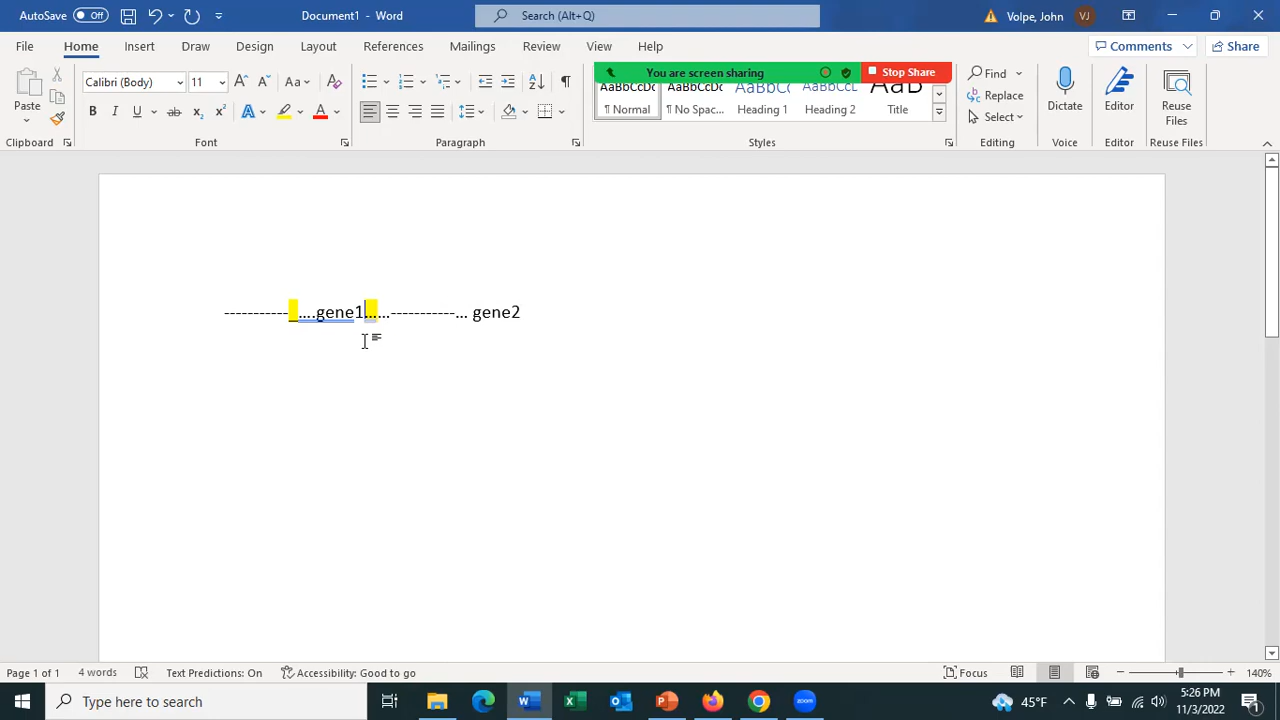 AutoSave Off Document1 - Word Search (Alt+Q) Volpe, John VJ
File Home Insert Draw Design Layout References Mailings Review View Help Comments Share
You are screen sharing Stop Share
Paste Calibri (Body) 11 Find Replace Select Dictate Editor Reuse Files
AaBbCcDc AaBbCcDc AaBbCc AaBbCcD AaB
¶ Normal ¶ No Spac... Heading 1 Heading 2 Title
Clipboard Font Paragraph Styles Editing Voice Editor Reuse Files
-----------_....gene1......-----------... gene2
Page 1 of 1 4 words Text Predictions: On Accessibility: Good to go Focus 140%
Type here to search 45°F 5:26 PM
11/3/2022